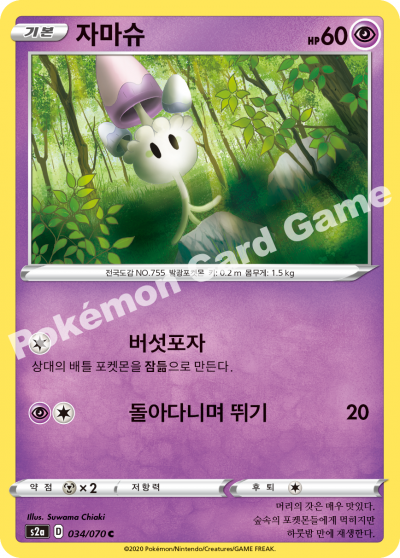 기본 자마슈 HP60
전국도감 NO.755 발광포켓몬 키: 0.2 m 몸무게: 1.5 kg
버섯포자
상대의 배틀 포켓몬을 잠듦으로 만든다.
돌아다니며 뛰기 20
약점 ×2 저항력 후퇴
Illus. Suwama Chiaki
s2a D 034/070 C
머리의 갓은 매우 맛있다.
숲속의 포켓몬들에게 먹히지만
하룻밤 만에 재생한다.
©2020 Pokémon/Nintendo/Creatures/GAME FREAK.
Pokémon Card Game